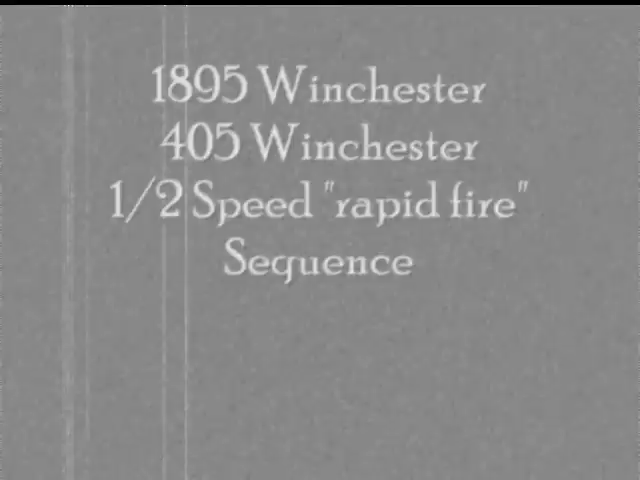 1895 Winchester
405 Winchester
1/2 Speed "rapid fire"
Sequence